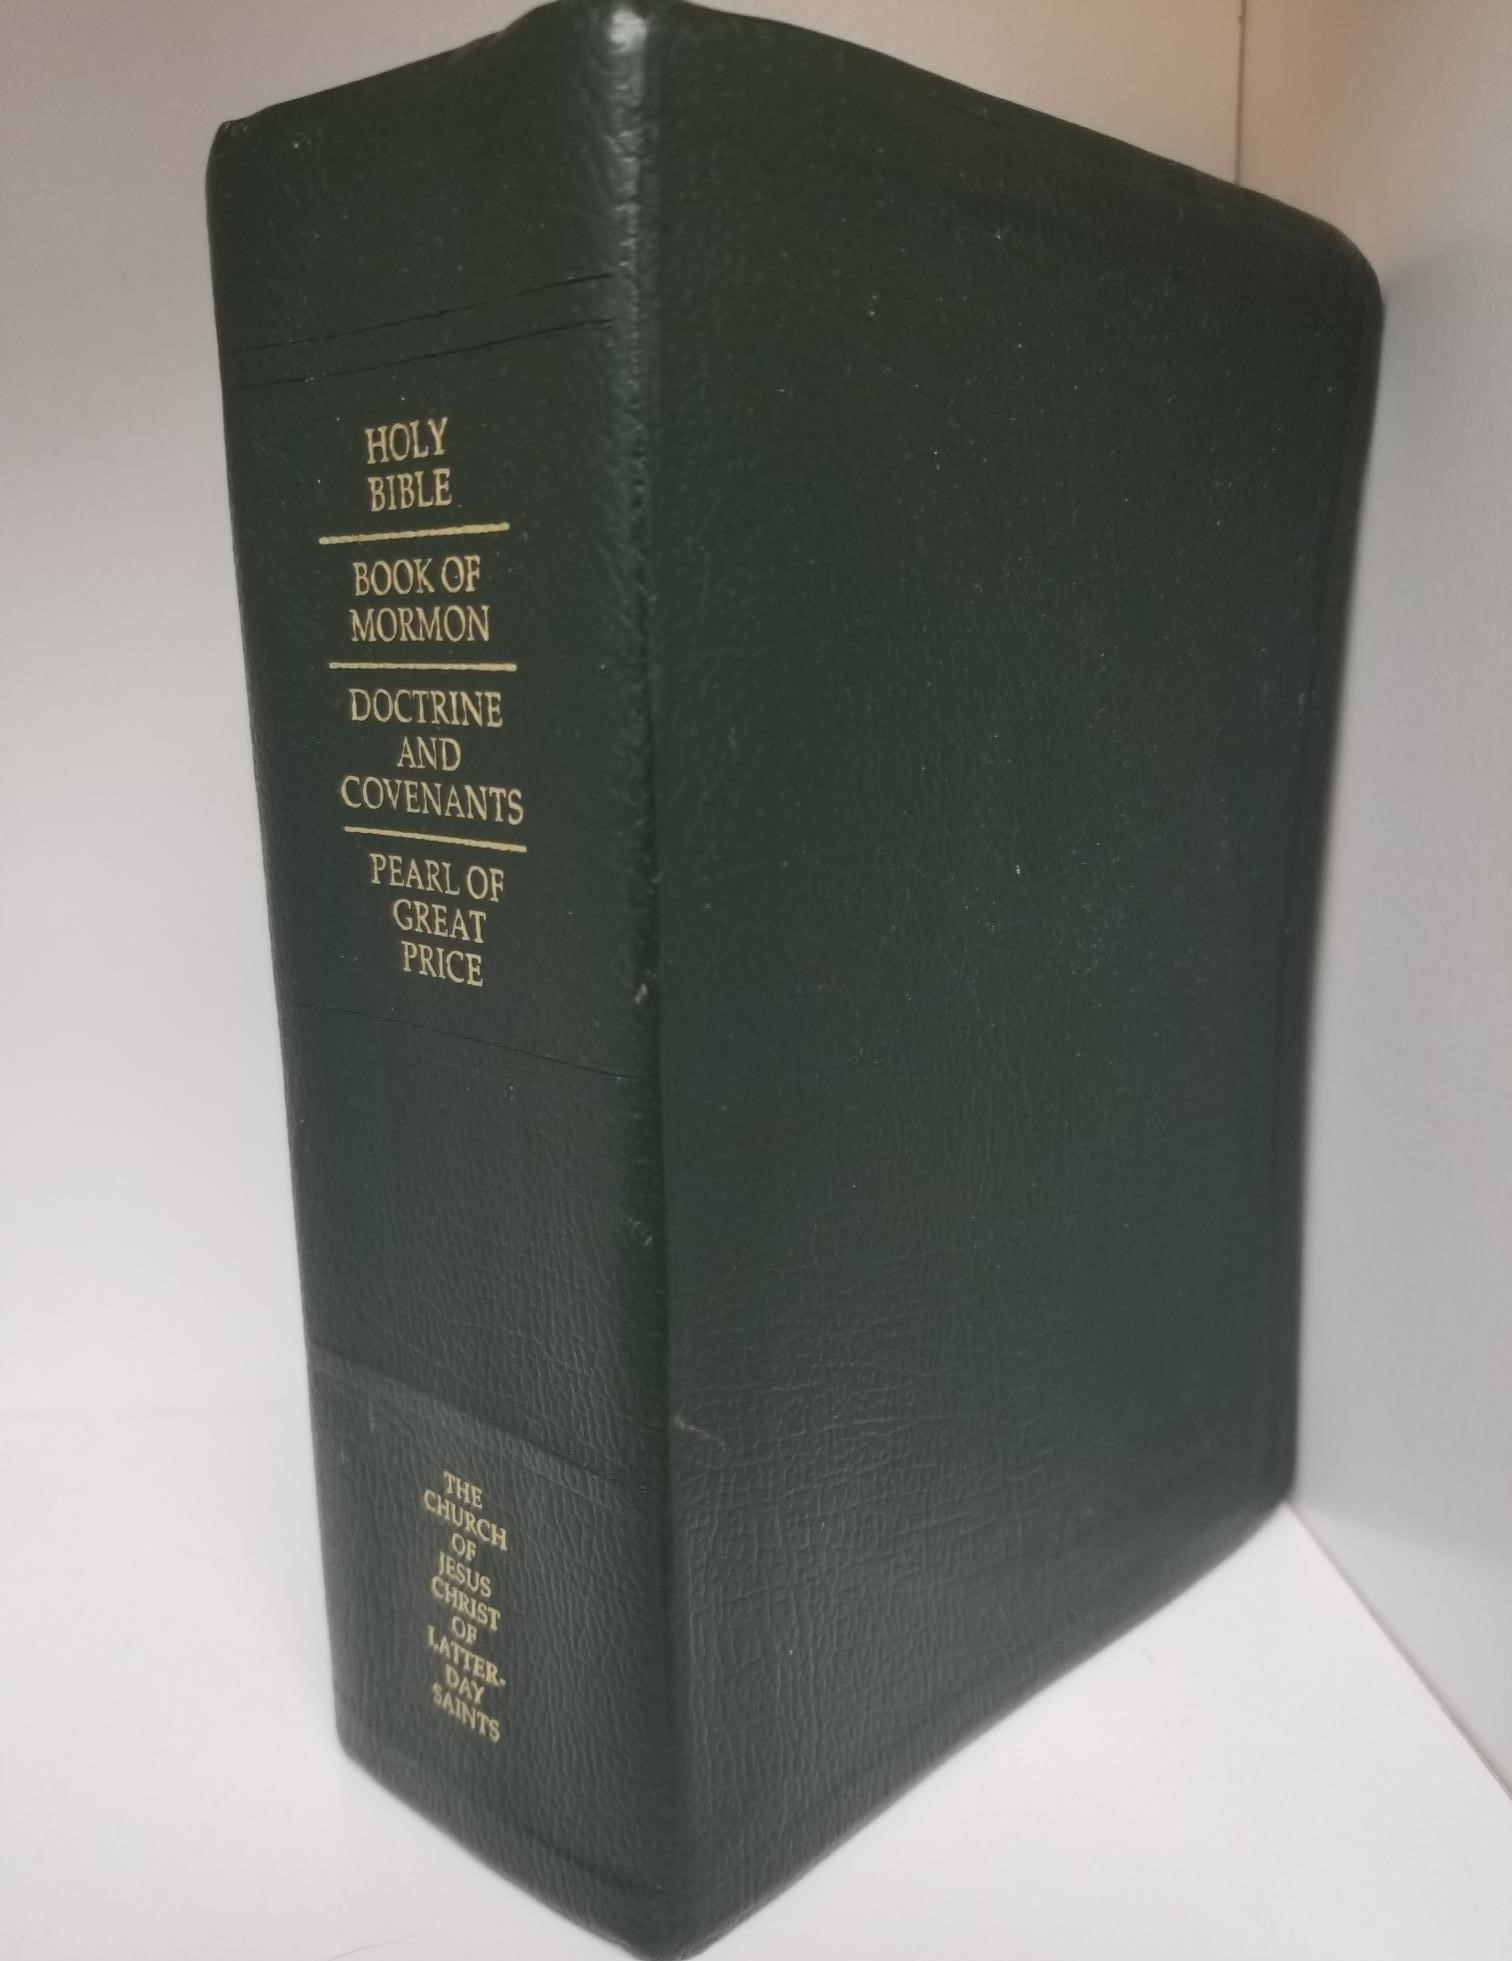 HOLY
BIBLE
BOOK OF
MORMON
DOCTRINE
AND
COVENANTS
PEARL OF
GREAT
PRICE
THE
CHURCH
OF
JESUS
CHRIST
OF
LATTER-
DAY
SAINTS